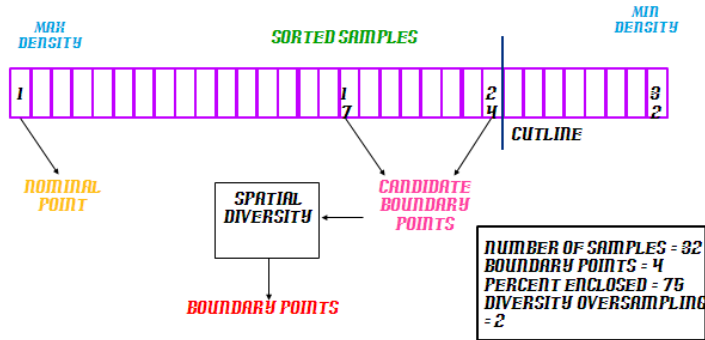 MAX
DENSITY
SORTED SAMPLES
MIN
DENSITY
1
1
7
2
4
3
2
CUTLINE
NOMINAL
POINT
SPATIAL
DIVERSITY
CANDIDATE
BOUNDARY
POINTS
BOUNDARY POINTS
NUMBER OF SAMPLES = 32
BOUNDARY POINTS = 4
PERCENT ENCLOSED = 75
DIVERSITY OVERSAMPLING
= 2